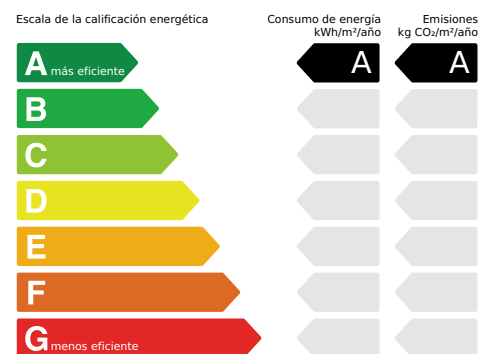 Escala de la calificación energética
Consumo de energía
kWh/m²/año
Emisiones
kg CO₂/m²/año
A más eficiente
A
A
B
C
D
E
F
G menos eficiente